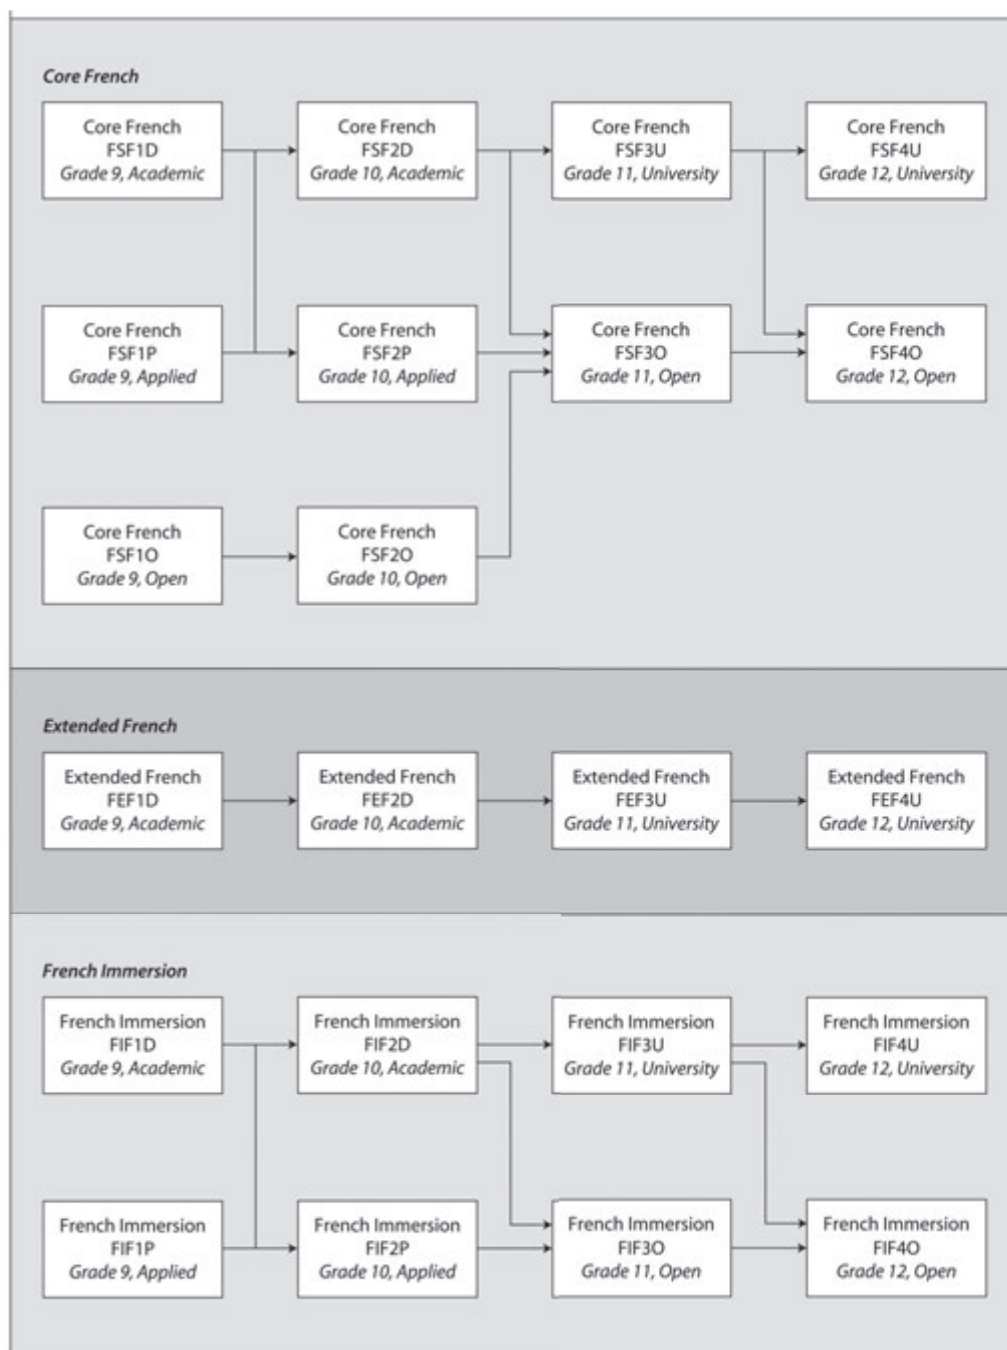 Core French
Core French
FSF1D
Grade 9, Academic
Core French
FSF2D
Grade 10, Academic
Core French
FSF3U
Grade 11, University
Core French
FSF4U
Grade 12, University
Core French
FSF1P
Grade 9, Applied
Core French
FSF2P
Grade 10, Applied
Core French
FSF3O
Grade 11, Open
Core French
FSF4O
Grade 12, Open
Core French
FSF1O
Grade 9, Open
Core French
FSF2O
Grade 10, Open
Extended French
Extended French
FEF1D
Grade 9, Academic
Extended French
FEF2D
Grade 10, Academic
Extended French
FEF3U
Grade 11, University
Extended French
FEF4U
Grade 12, University
French Immersion
French Immersion
FIF1D
Grade 9, Academic
French Immersion
FIF2D
Grade 10, Academic
French Immersion
FIF3U
Grade 11, University
French Immersion
FIF4U
Grade 12, University
French Immersion
FIF1P
Grade 9, Applied
French Immersion
FIF2P
Grade 10, Applied
French Immersion
FIF3O
Grade 11, Open
French Immersion
FIF4O
Grade 12, Open